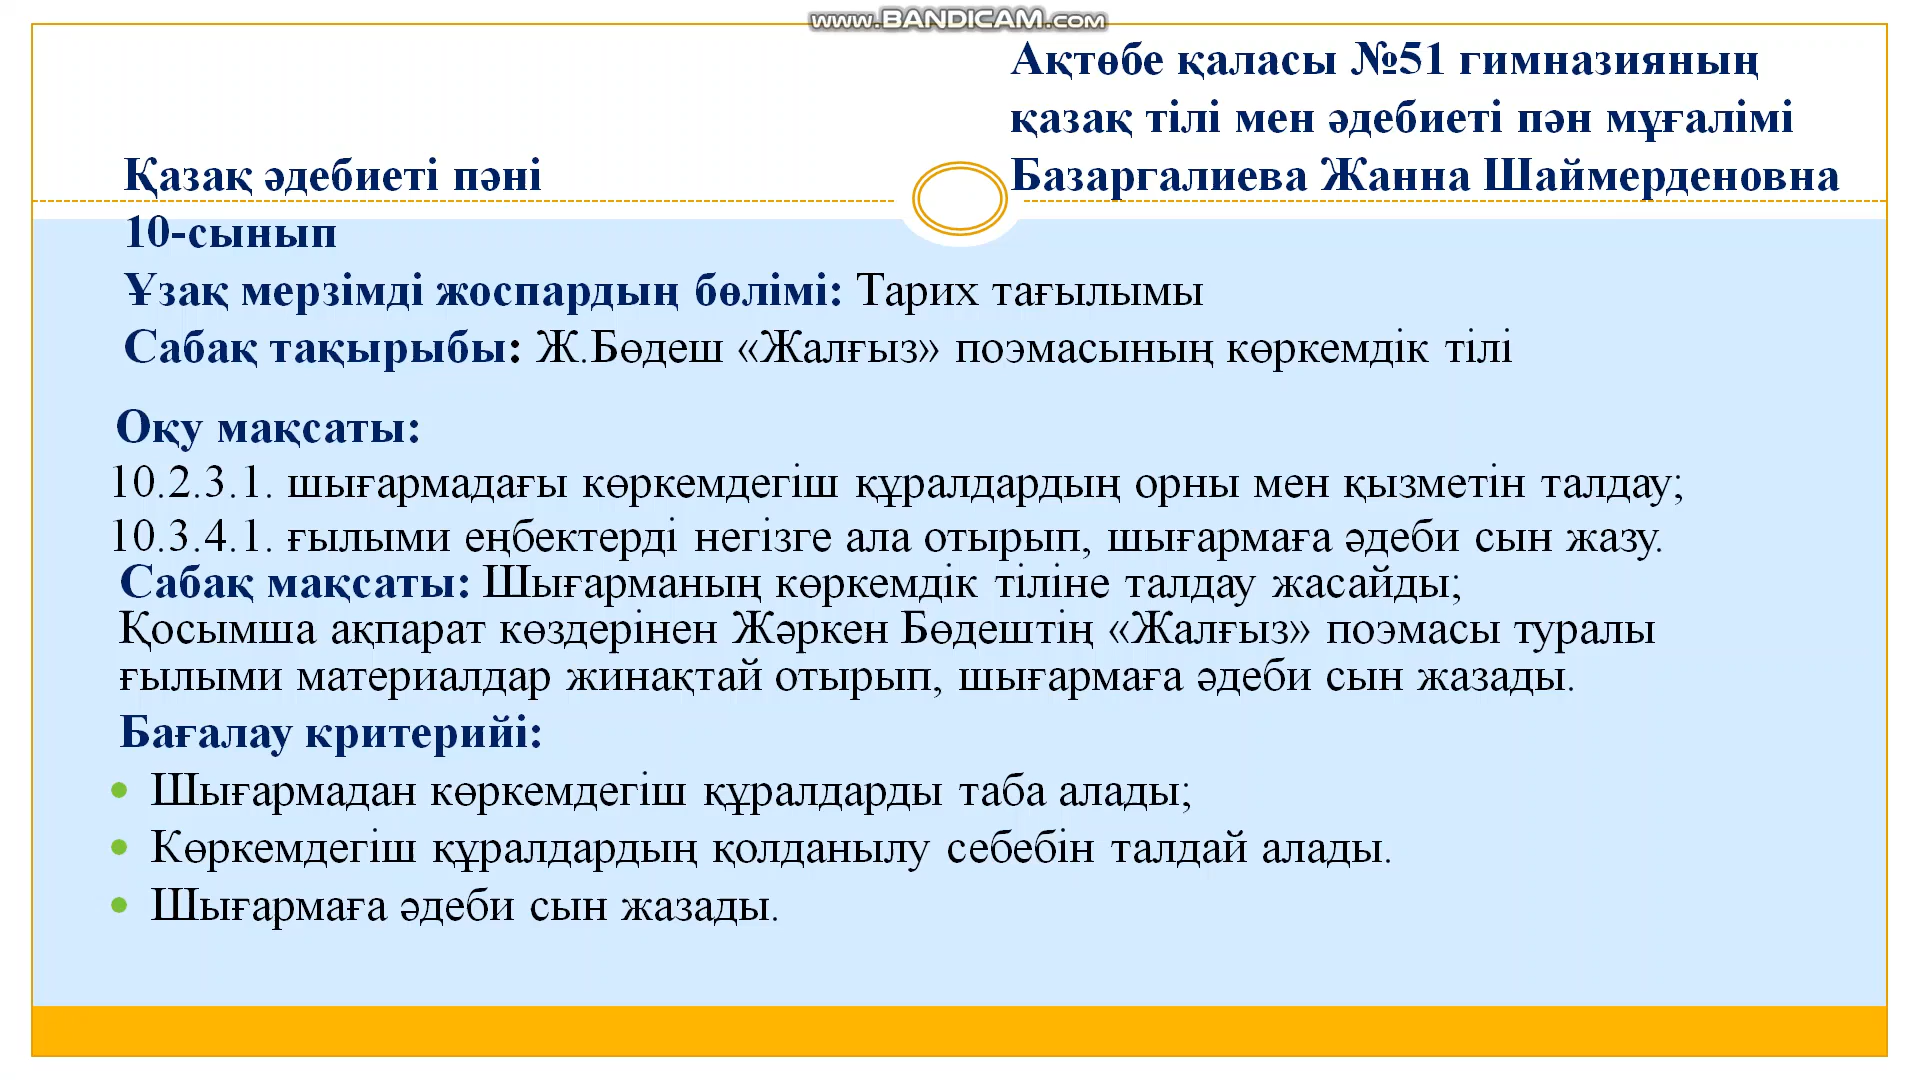 www.BANDICAM.com
Ақтөбе қаласы №51 гимназияның
қазақ тілі мен әдебиеті пән мұғалімі
Базаргалиева Жанна Шаймерденовна
Қазақ әдебиеті пәні
10-сынып
Ұзақ мерзімді жоспардың бөлімі: Тарих тағылымы
Сабақ тақырыбы: Ж.Бөдеш «Жалғыз» поэмасының көркемдік тілі
Оқу мақсаты:
10.2.3.1. шығармадағы көркемдегіш құралдардың орны мен қызметін талдау;
10.3.4.1. ғылыми еңбектерді негізге ала отырып, шығармаға әдеби сын жазу.
Сабақ мақсаты: Шығарманың көркемдік тіліне талдау жасайды;
Қосымша ақпарат көздерінен Жәркен Бөдештің «Жалғыз» поэмасы туралы
ғылыми материалдар жинақтай отырып, шығармаға әдеби сын жазады.
Бағалау критерийі:
• Шығармадан көркемдегіш құралдарды таба алады;
• Көркемдегіш құралдардың қолданылу себебін талдай алады.
• Шығармаға әдеби сын жазады.